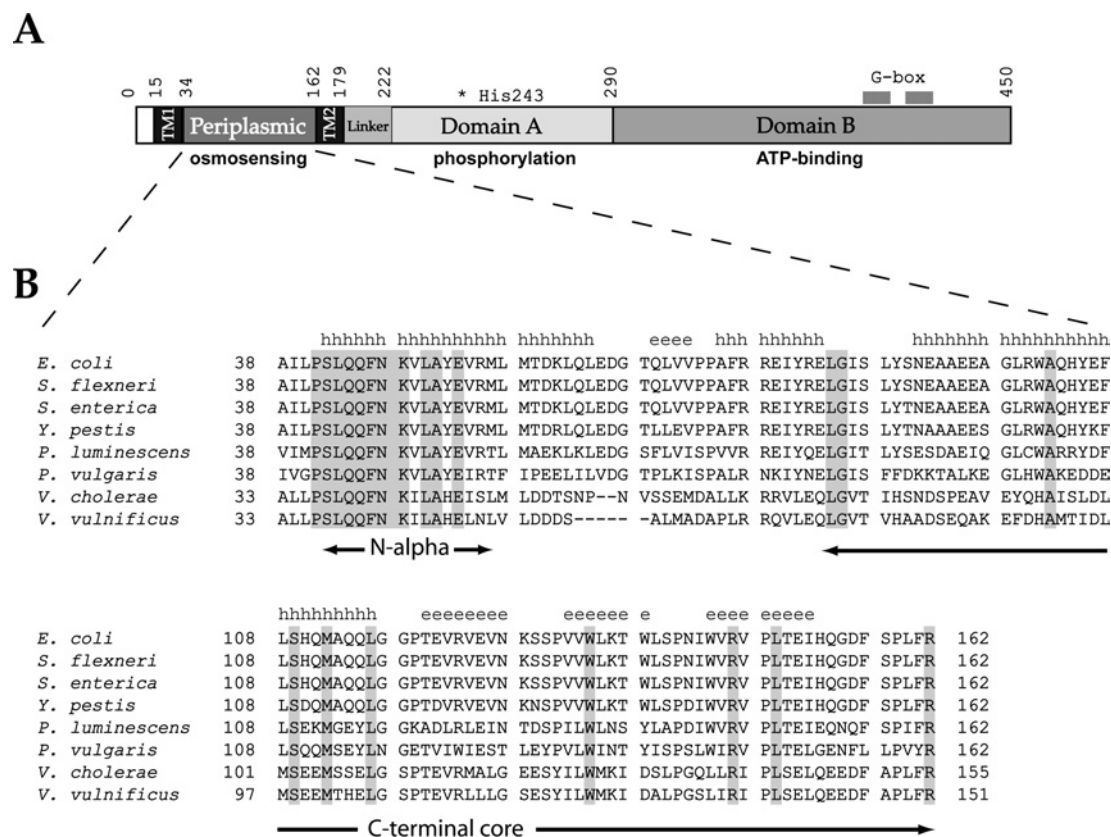 A
0 15 34 162 179 222 290 450
* His243
G-box
TM1 Periplasmic TM2 Linker Domain A Domain B
osmosensing phosphorylation ATP-binding
B
hhhhhh hhhhhhhhhh hhhhhhh eeee hhh hhhhhh hhhhhhh hhhhhhhhhh
E. coli 38 AILPSLQQFN KVLAYEVRML MTDKLQLEDG TQLVVPPAFR REIYRELGIS LYSNEAAEEA GLRWAQHYEF
S. flexneri 38 AILPSLQQFN KVLAYEVRML MTDKLQLEDG TQLVVPPAFR REIYRELGIS LYSNEAAEEA GLRWAQHYEF
S. enterica 38 AILPSLQQFN KVLAYEVRML MTDKLQLEDG TQLVVPPAFR REIYRELGIS LYTNEAAEEA GLRWAQHYEF
Y. pestis 38 AILPSLQQFN KVLAYEVRML MTDRLQLEDG TLLEVPPAFR REIYRELGIS LYTNAAAEES GLRWAQHYKF
P. luminescens 38 VIMPSLQQFN KVLAYEVRTL MAEKLKLEDG SFLVISPVVR REIYQELGIT LYSESDAEIQ GLCWARRYDF
P. vulgaris 38 IVGPSLQQFN KVLAYEIRTF IPEELILVDG TPLKISPALR NKIYNELGIS FFDKKTALKE GLHWAKEDDE
V. cholerae 33 ALLPSLQQFN KILAHEISLM LDDTSNP--N VSSEMDALLK RRVLEQLGVT IHSNDSPEAV EYQHAISLDL
V. vulnificus 33 ALLPSLQQFN KILAHELNLV LDDDS----- -ALMADAPLR RQVLEQLGVT VHAADSEQAK EFDHAMTIDL
N-alpha
hhhhhhhhh eeeeeeee eeeeee e eeee eeeee
E. coli 108 LSHQMAQQLG GPTEVRVEVN KSSPVVWLKT WLSPNIWVRV PLTEIHQGDF SPLFR 162
S. flexneri 108 LSHQMAQQLG GPTEVRVEVN KSSPVVWLKT WLSPNIWVRV PLTEIHQGDF SPLFR 162
S. enterica 108 LSHQMAQQLG GPTEVRVEVN KSSPVVWLKT WLSPNIWVRV PLTEIHQGDF SPLFR 162
Y. pestis 108 LSDQMAQQLG GPTDVRVEVN KNSPVVWLKT WLSPNIWVRV PLTEIHQGDF SPLFR 162
P. luminescens 108 LSEKMGEYLG GKADLRLEIN TDSPILWLNS YLAPDIWVRV PLTEIEQNQF SPIFR 162
P. vulgaris 108 LSQQMSEYLN GETVIWIEST LEYPVLWINT YISPSLWIRV PLTELGENFL LPVYR 162
V. cholerae 101 MSEEMSSELG SPTEVRMALG EESYILWMKI DSLPGQLLRI PLSELQEEDF APLFR 155
V. vulnificus 97 MSEEMTHELG SPTEVRLLLG SESYILWMKI DALPGSLIRI PLSELQEEDF APLFR 151
C-terminal core